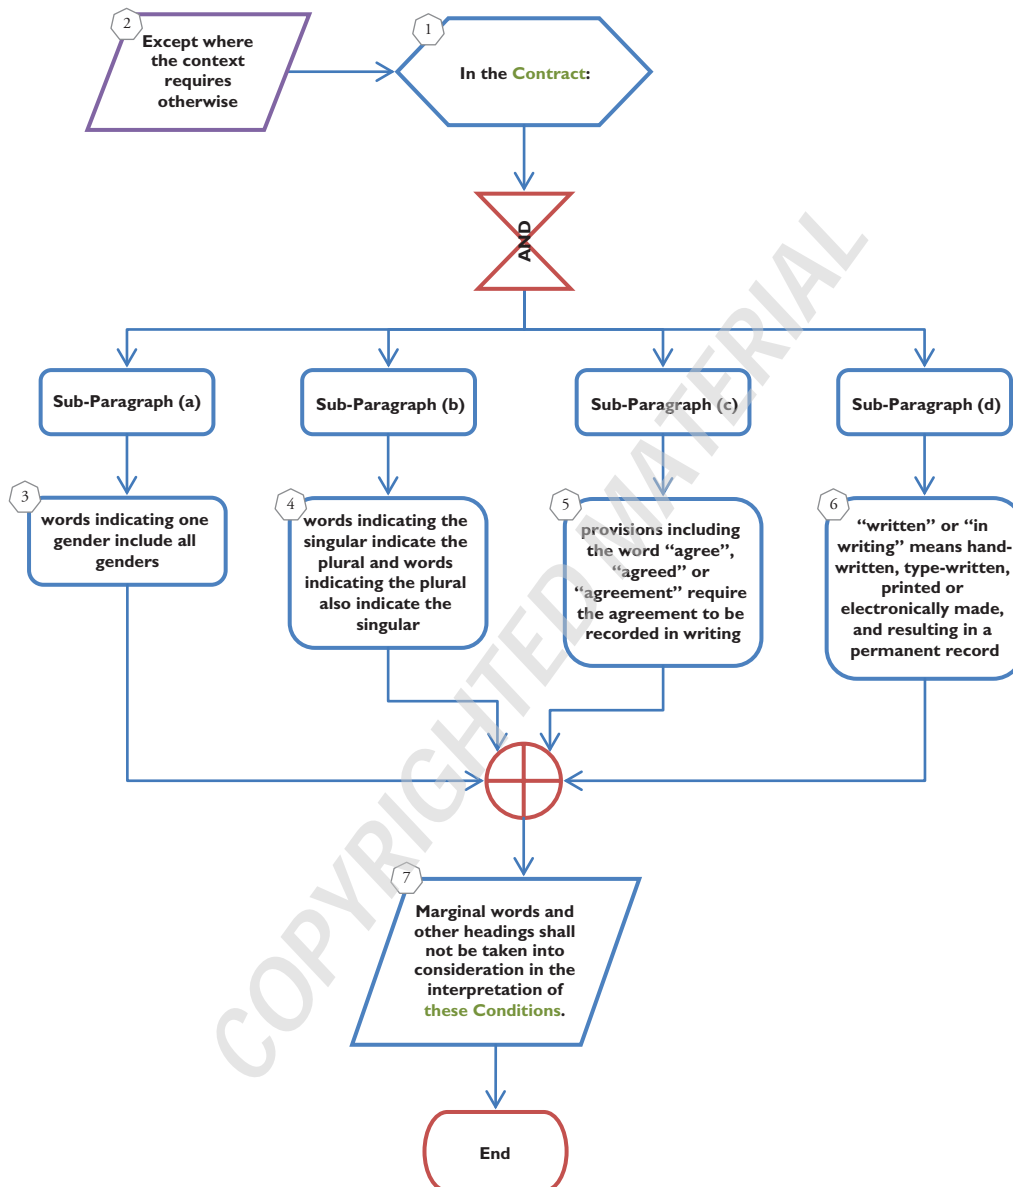 2
Except where
the context
requires
otherwise
1
In the Contract:
AND
Sub-Paragraph (a)
Sub-Paragraph (b)
Sub-Paragraph (c)
Sub-Paragraph (d)
3
words indicating one
gender include all
genders
4
words indicating the
singular indicate the
plural and words
indicating the plural
also indicate the
singular
5
provisions including
the word “agree”,
“agreed” or
“agreement” require
the agreement to be
recorded in writing
6
“written” or “in
writing” means hand-
written, type-written,
printed or
electronically made,
and resulting in a
permanent record
7
Marginal words and
other headings shall
not be taken into
consideration in the
interpretation of
these Conditions.
End
COPYRIGHTED MATERIAL